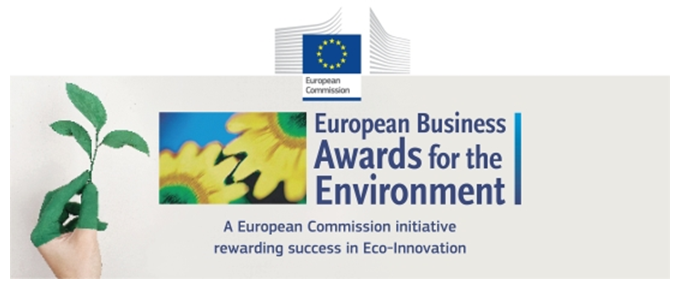 European
Commission
European Business
Awards for the
Environment
A European Commission initiative
rewarding success in Eco-Innovation